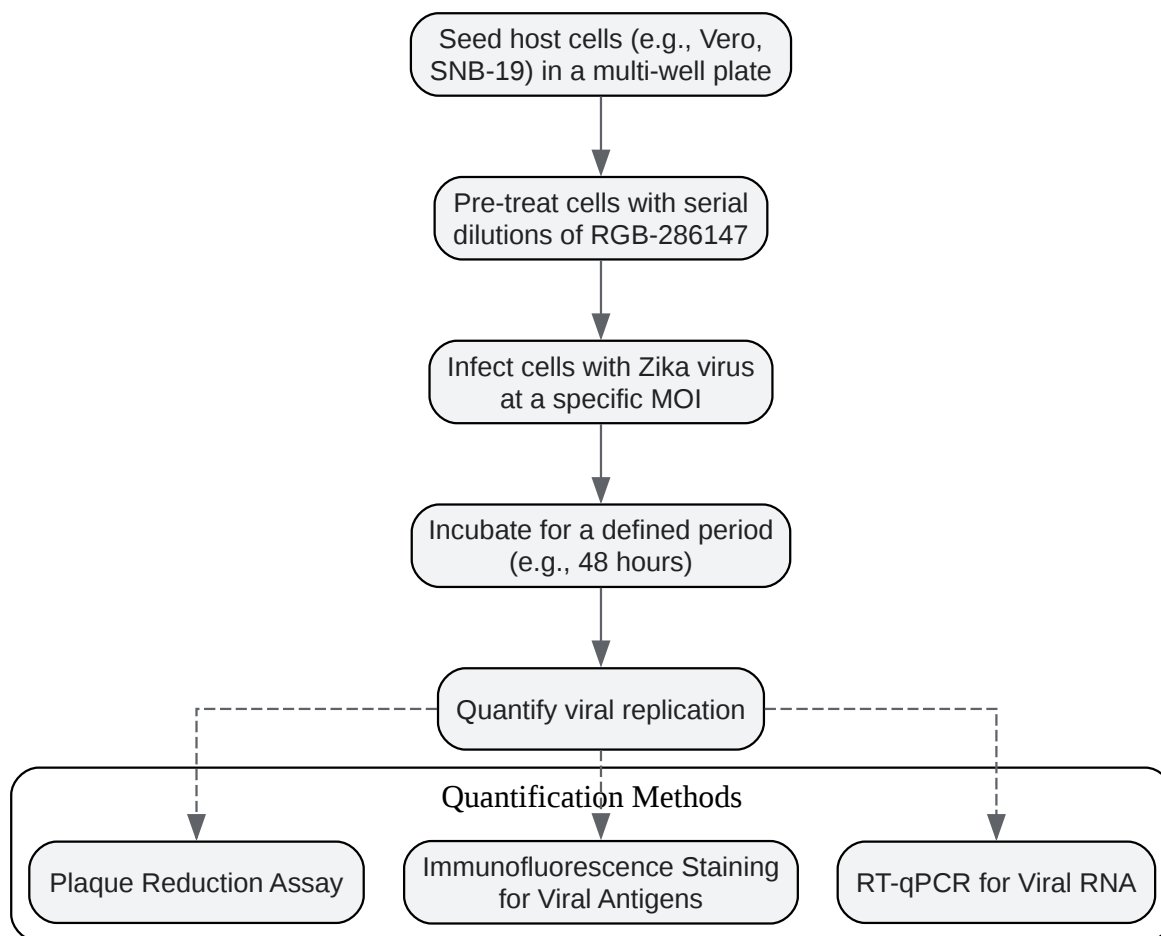 Seed host cells (e.g., Vero,
SNB-19) in a multi-well plate
Pre-treat cells with serial
dilutions of RGB-286147
Infect cells with Zika virus
at a specific MOI
Incubate for a defined period
(e.g., 48 hours)
Quantify viral replication
Quantification Methods
Plaque Reduction Assay
Immunofluorescence Staining
for Viral Antigens
RT-qPCR for Viral RNA